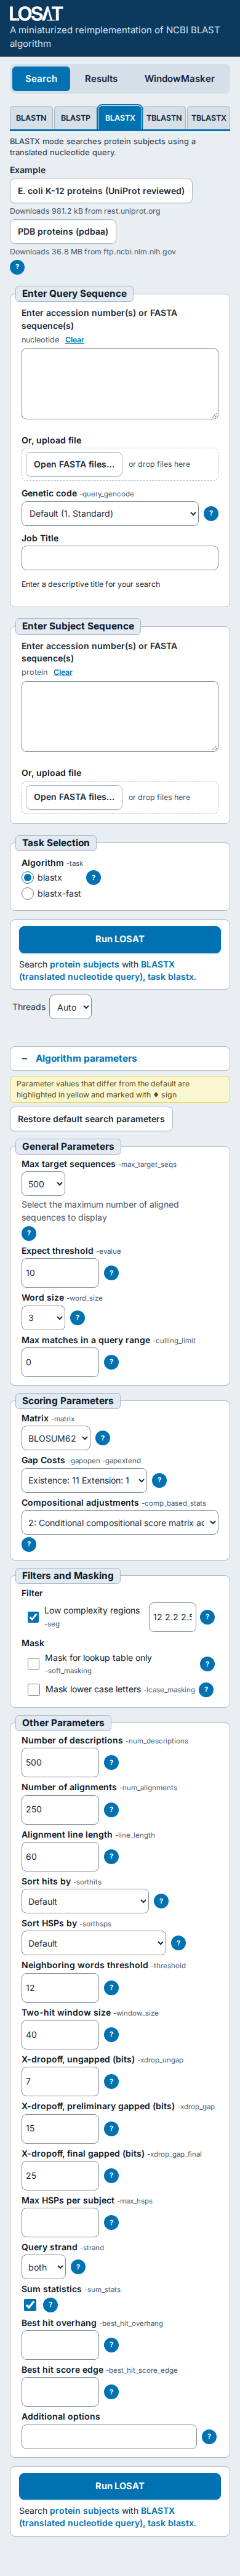 LOSAT
A miniaturized reimplementation of NCBI BLAST
algorithm
Search Results WindowMasker
BLASTN BLASTP BLASTX TBLASTN TBLASTX
BLASTX mode searches protein subjects using a
translated nucleotide query.
Example
E. coli K-12 proteins (UniProt reviewed)
Downloads 981.2 kB from rest.uniprot.org
PDB proteins (pdbaa)
Downloads 36.8 MB from ftp.ncbi.nlm.nih.gov
?
Enter Query Sequence
Enter accession number(s) or FASTA
sequence(s)
nucleotide Clear
Or, upload file
Open FASTA files... or drop files here
Genetic code -query_gencode
Default (1. Standard) ?
Job Title
Enter a descriptive title for your search
Enter Subject Sequence
Enter accession number(s) or FASTA
sequence(s)
protein Clear
Or, upload file
Open FASTA files... or drop files here
Task Selection
Algorithm -task
blastx ?
blastx-fast
Run LOSAT
Search protein subjects with BLASTX
(translated nucleotide query), task blastx.
Threads Auto
− Algorithm parameters
Parameter values that differ from the default are
highlighted in yellow and marked with ♦ sign
Restore default search parameters
General Parameters
Max target sequences -max_target_seqs
500
Select the maximum number of aligned
sequences to display
?
Expect threshold -evalue
10 ?
Word size -word_size
3 ?
Max matches in a query range -culling_limit
0 ?
Scoring Parameters
Matrix -matrix
BLOSUM62 ?
Gap Costs -gapopen -gapextend
Existence: 11 Extension: 1 ?
Compositional adjustments -comp_based_stats
2: Conditional compositional score matrix ac
?
Filters and Masking
Filter
Low complexity regions 12 2.2 2.5 ?
-seg
Mask
Mask for lookup table only ?
-soft_masking
Mask lower case letters -lcase_masking ?
Other Parameters
Number of descriptions -num_descriptions
500 ?
Number of alignments -num_alignments
250 ?
Alignment line length -line_length
60 ?
Sort hits by -sorthits
Default ?
Sort HSPs by -sorthsps
Default ?
Neighboring words threshold -threshold
12 ?
Two-hit window size -window_size
40 ?
X-dropoff, ungapped (bits) -xdrop_ungap
7 ?
X-dropoff, preliminary gapped (bits) -xdrop_gap
15 ?
X-dropoff, final gapped (bits) -xdrop_gap_final
25 ?
Max HSPs per subject -max_hsps
?
Query strand -strand
both ?
Sum statistics -sum_stats
?
Best hit overhang -best_hit_overhang
?
Best hit score edge -best_hit_score_edge
?
Additional options
?
Run LOSAT
Search protein subjects with BLASTX
(translated nucleotide query), task blastx.